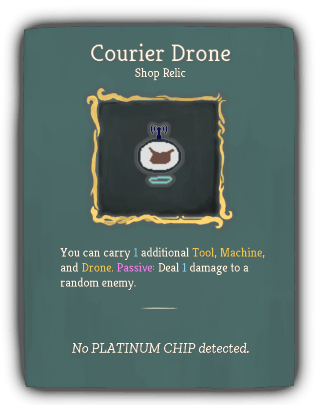 Courier Drone
Shop Relic
You can carry 1 additional Tool, Machine,
and Drone. Passive: Deal 1 damage to a
random enemy.
No PLATINUM CHIP detected.